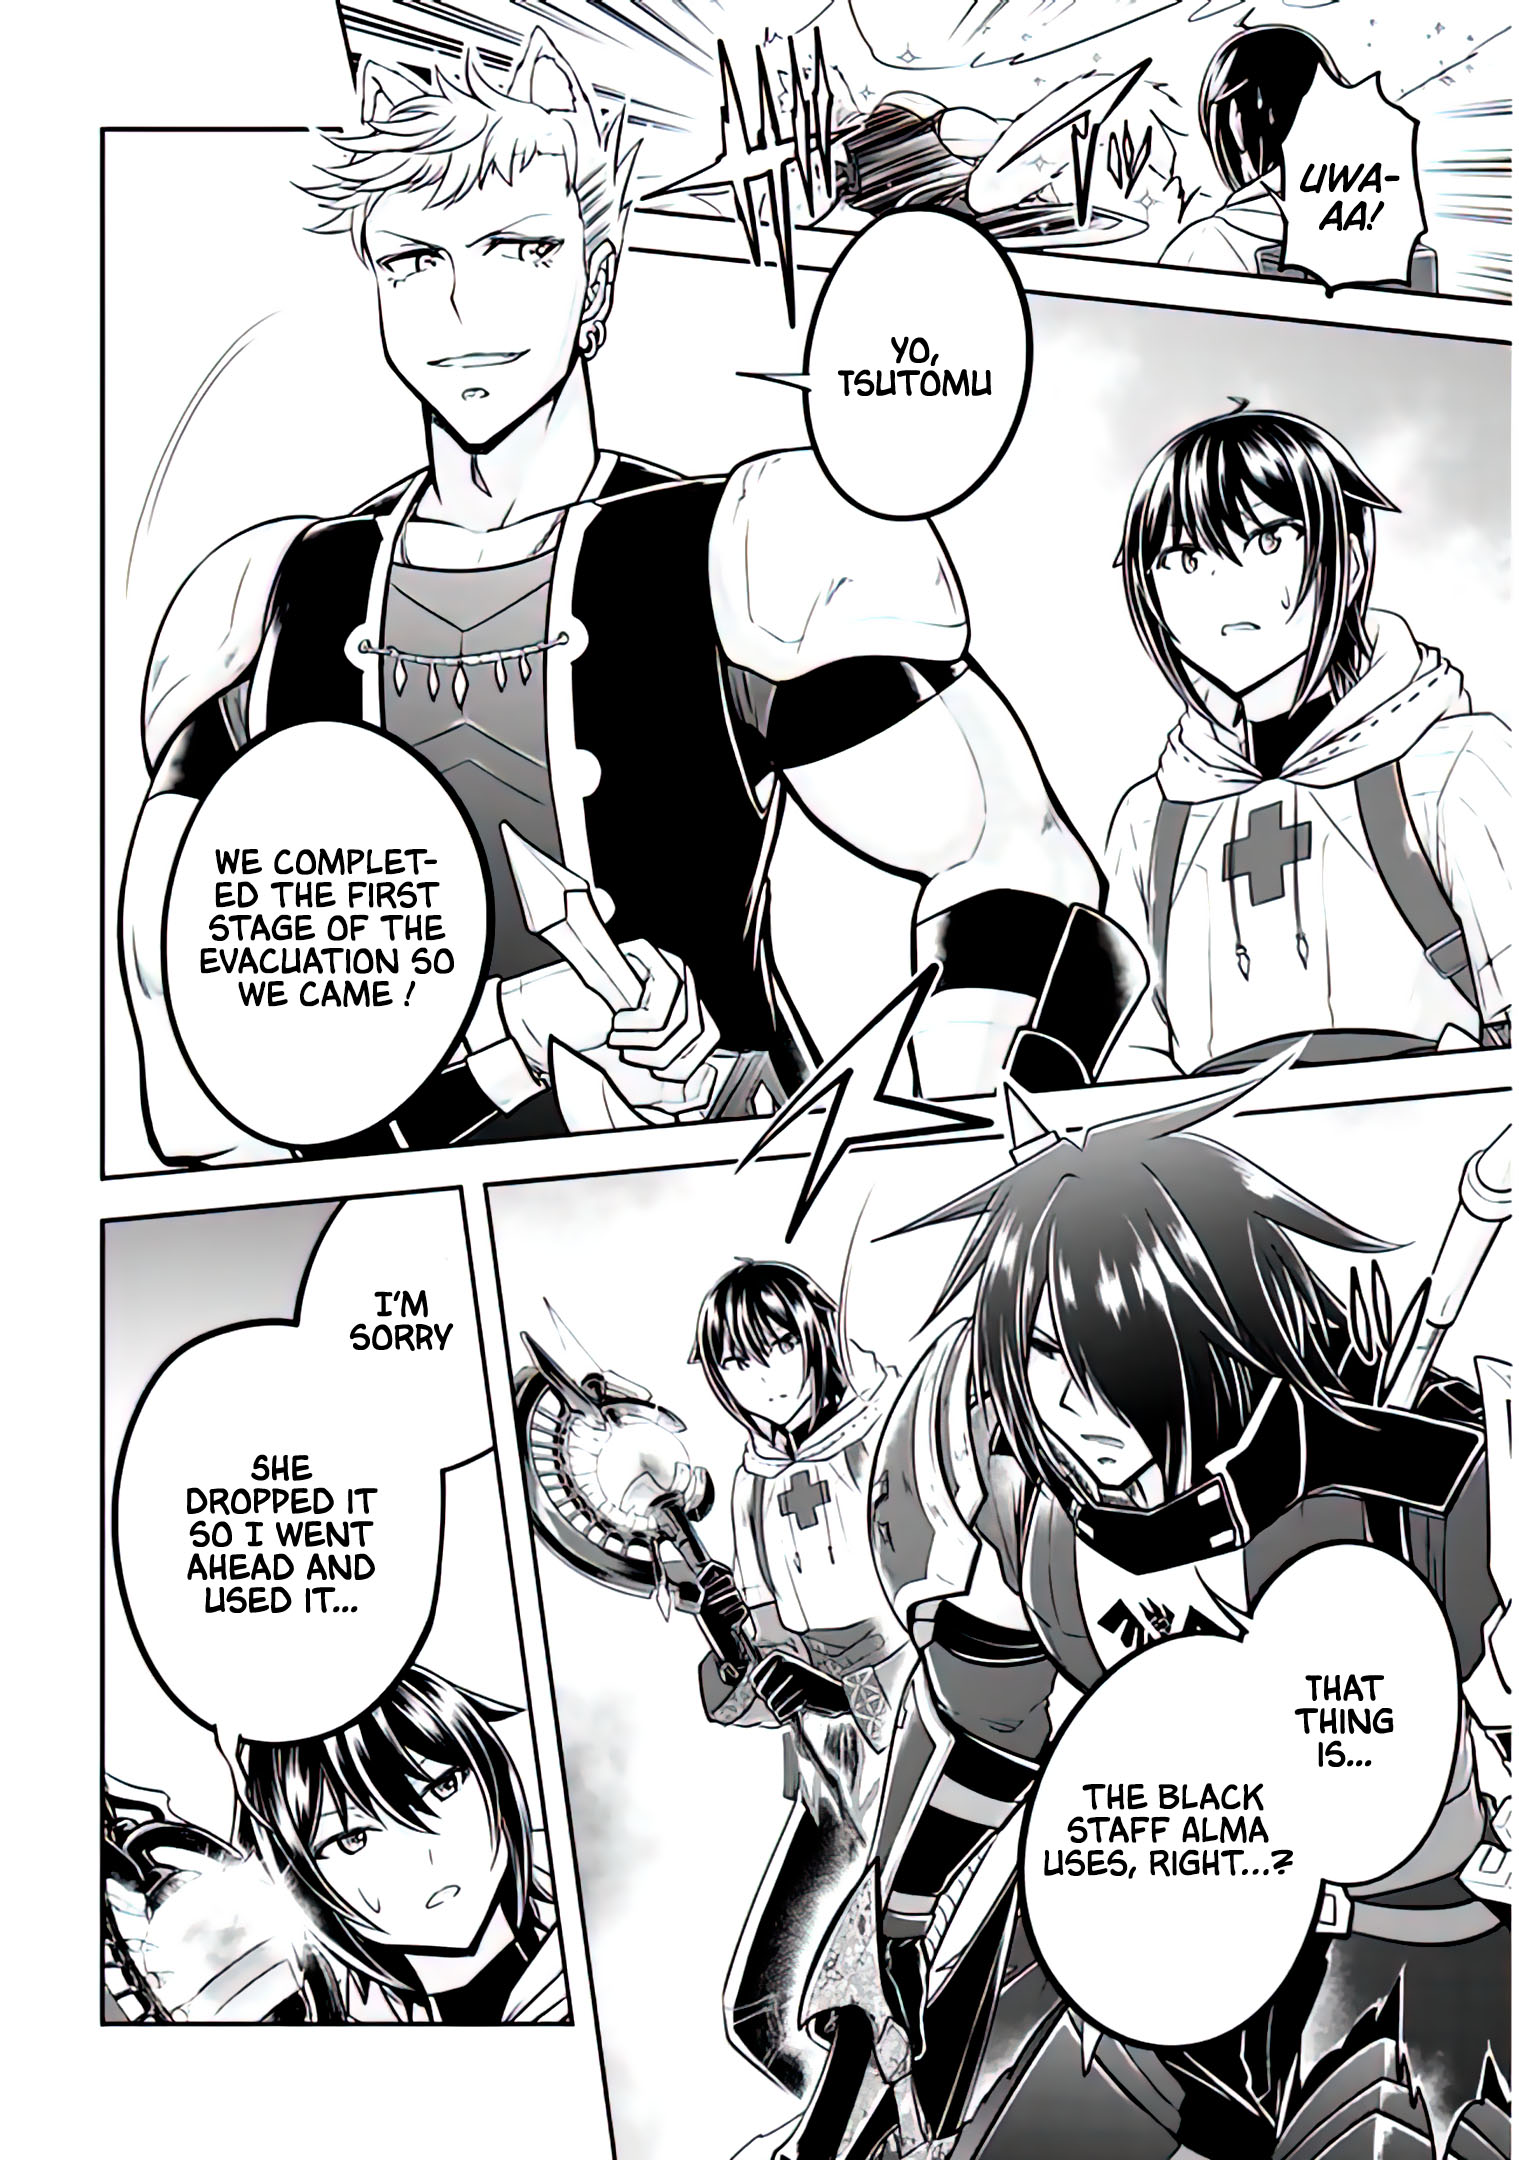 UWA-
AA!
YO,
TSUTOMU
WE COMPLET-
ED THE FIRST
STAGE OF THE
EVACUATION SO
WE CAME!
THAT
THING
IS...
THE BLACK
STAFF ALMA
USES, RIGHT...?
I'M
SORRY
SHE
DROPPED IT
SO I WENT
AHEAD AND
USED IT...